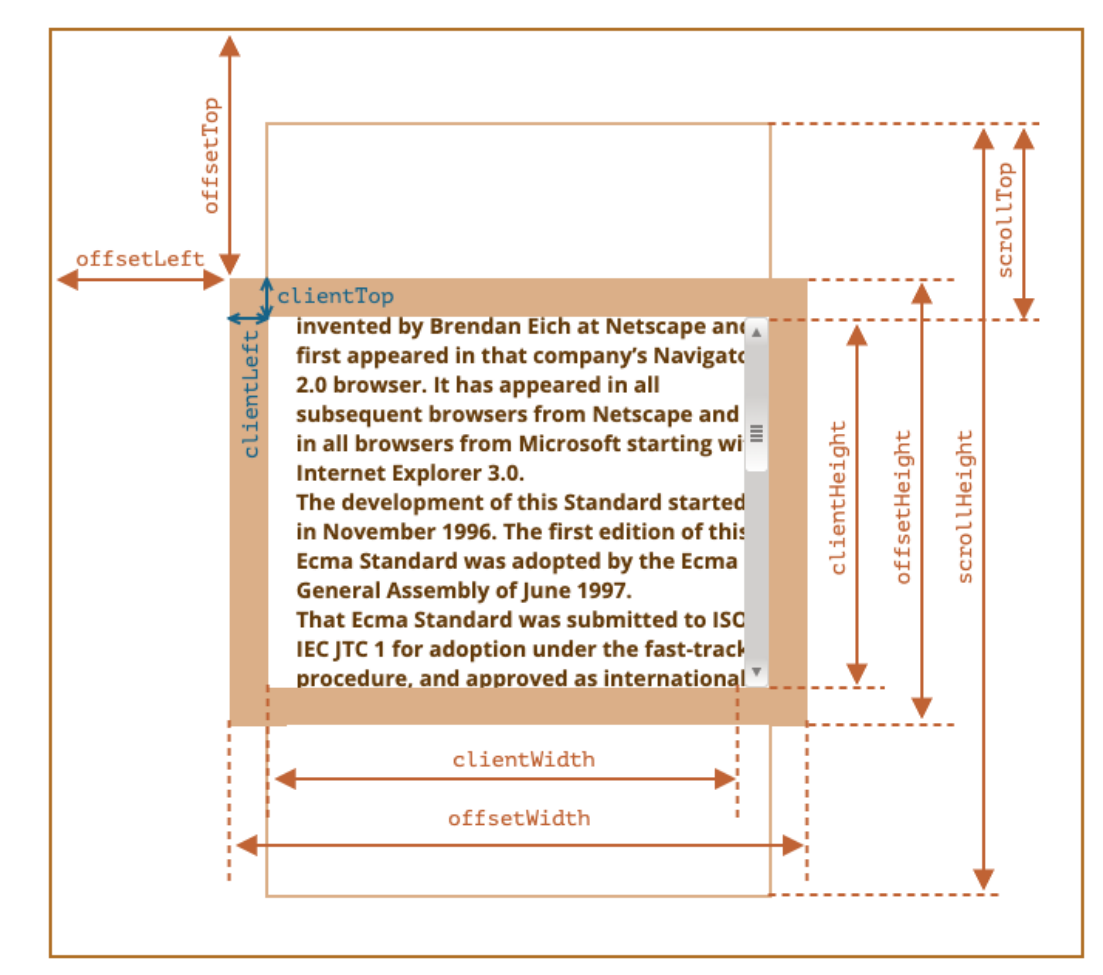 offsetTop
offsetLeft
clientTop
clientLeft
invented by Brendan Eich at Netscape and
first appeared in that company’s Navigato
2.0 browser. It has appeared in all
subsequent browsers from Netscape and
in all browsers from Microsoft starting wi
Internet Explorer 3.0.
The development of this Standard started
in November 1996. The first edition of this
Ecma Standard was adopted by the Ecma
General Assembly of June 1997.
That Ecma Standard was submitted to ISO
IEC JTC 1 for adoption under the fast-track
procedure, and approved as international
scrollTop
clientHeight
offsetHeight
scrollHeight
clientWidth
offsetWidth